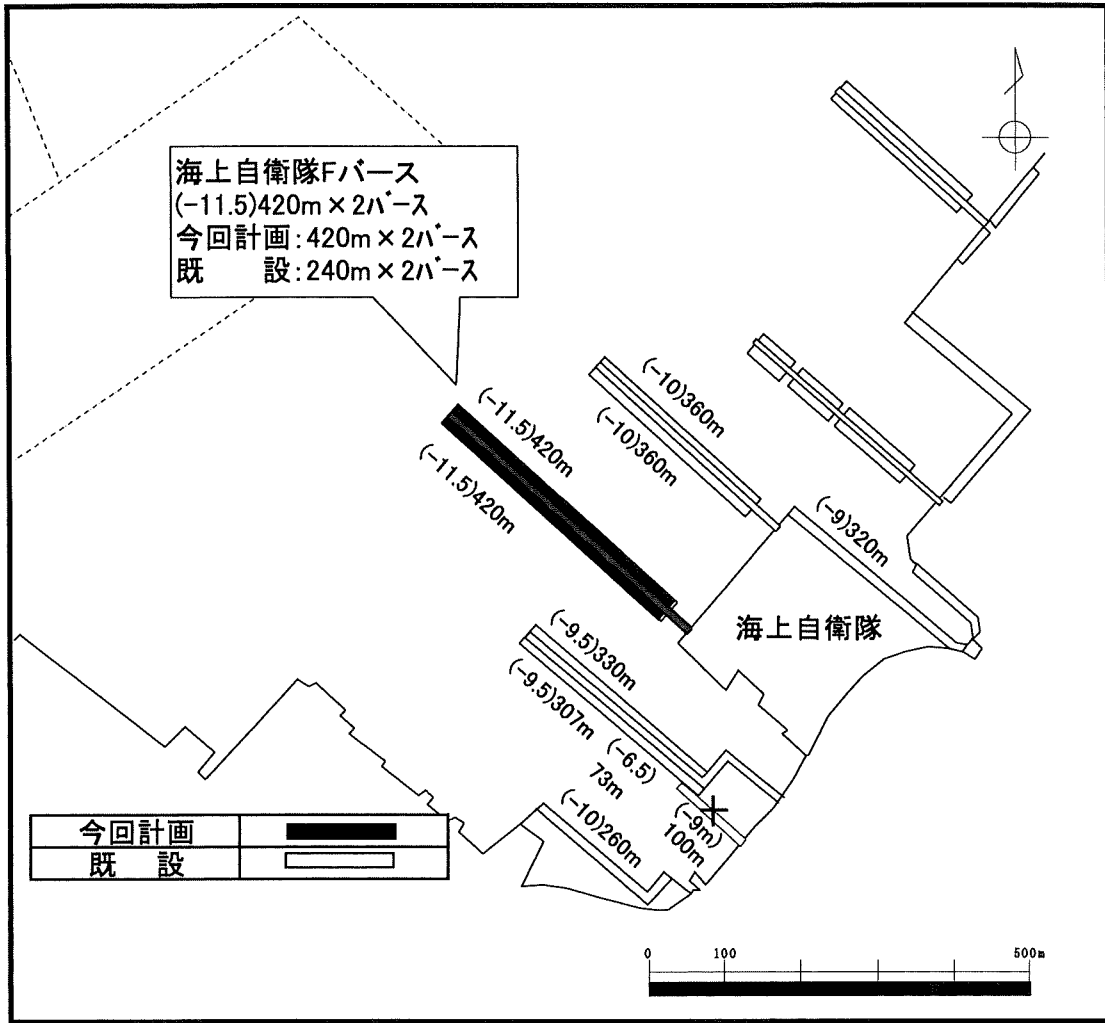 海上自衛隊Fバース
(-11.5)420m×2バース
今回計画:420m×2バース
既　設:240m×2バース
(-10)360m
(-10)360m
(-11.5)420m
(-11.5)420m
(-9)320m
海上自衛隊
(-9.5)330m
(-9.5)307m
(-6.5)
73m
(-9m)
100m
(-10)260m
今回計画
既　設
0 100 500m